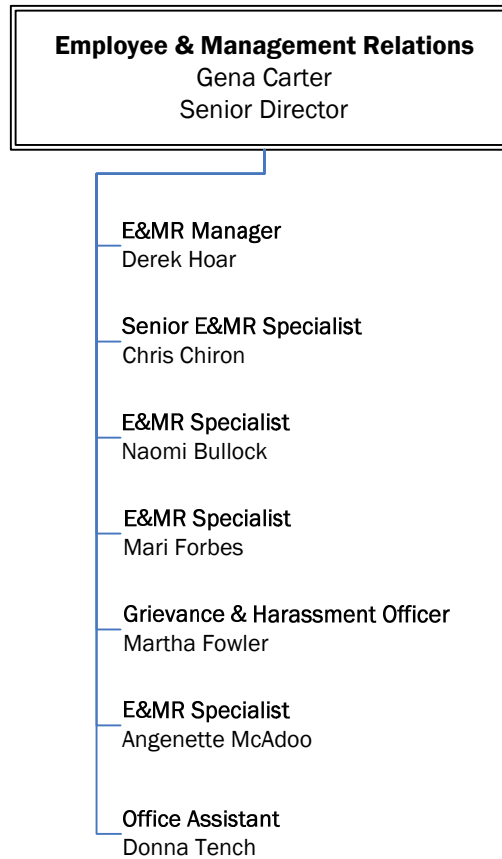 Employee & Management Relations
Gena Carter
Senior Director
E&MR Manager
Derek Hoar
Senior E&MR Specialist
Chris Chiron
E&MR Specialist
Naomi Bullock
E&MR Specialist
Mari Forbes
Grievance & Harassment Officer
Martha Fowler
E&MR Specialist
Angenette McAdoo
Office Assistant
Donna Tench